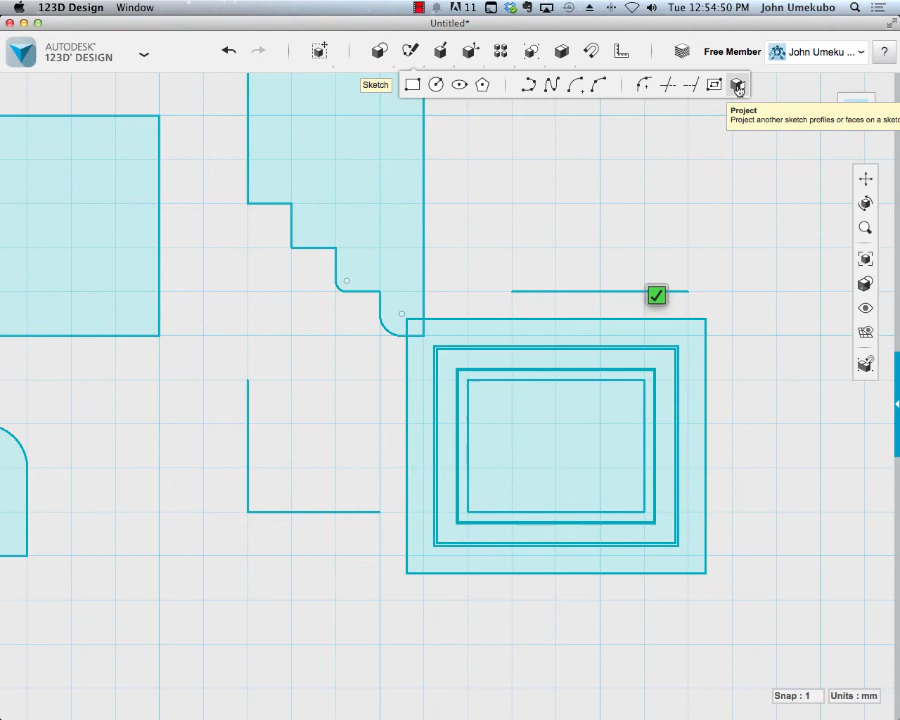 123D Design Window
11
Tue 12:54:50 PM John Umekubo
Untitled*
AUTODESK®
123D® DESIGN
Free Member
John Umeku ...
?
Sketch
Project
Project another sketch profiles or faces on a sketc
Snap : 1
Units : mm